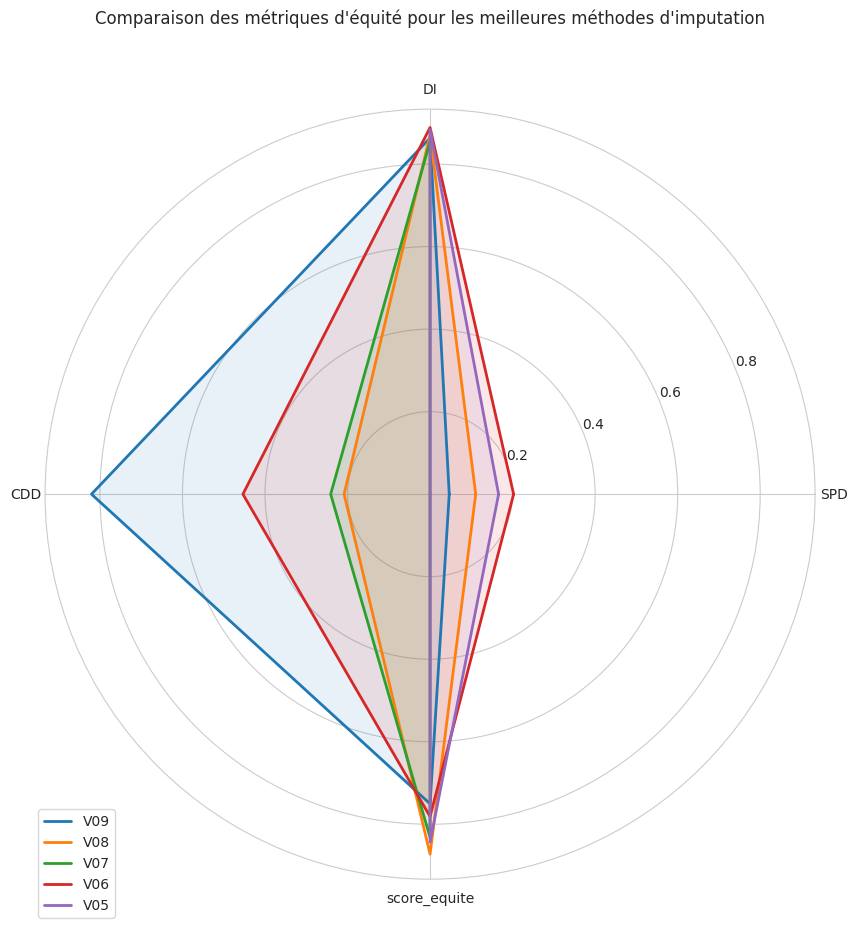 Comparaison des métriques d'équité pour les meilleures méthodes d'imputation
DI
0.8
0.6
0.4
0.2
CDD
SPD
score_equite
V09
V08
V07
V06
V05